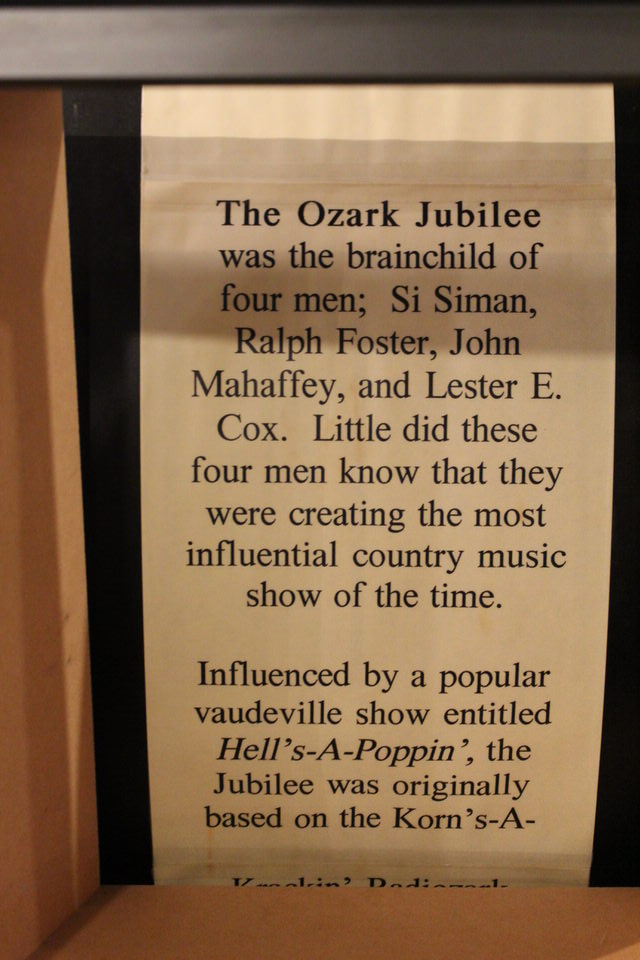 The Ozark Jubilee
was the brainchild of
four men; Si Siman,
Ralph Foster, John
Mahaffey, and Lester E.
Cox. Little did these
four men know that they
were creating the most
influential country music
show of the time.
Influenced by a popular
vaudeville show entitled
Hell's-A-Poppin', the
Jubilee was originally
based on the Korn's-A-
Krackin' Radiozark